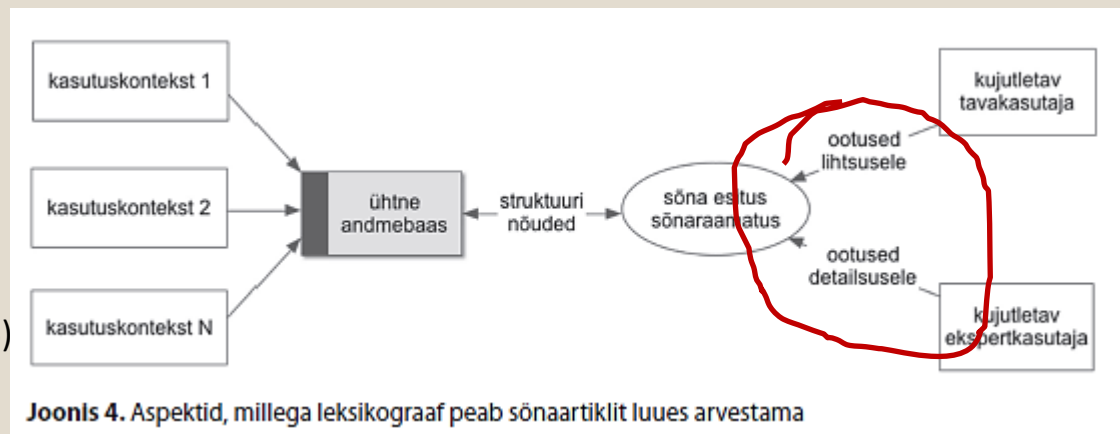 kasutuskontekst 1
kasutuskontekst 2
kasutuskontekst N
)
ühtne
andmebaas
struktuuri
nõuded
sõna esitus
sõnaraamatus
ootused
lihtsusele
ootused
detailsusele
kujutletav
tavakasutaja
kujutletav
ekspertkasutaja
Joonis 4. Aspektid, millega leksikograaf peab sõnaartiklit luues arvestama